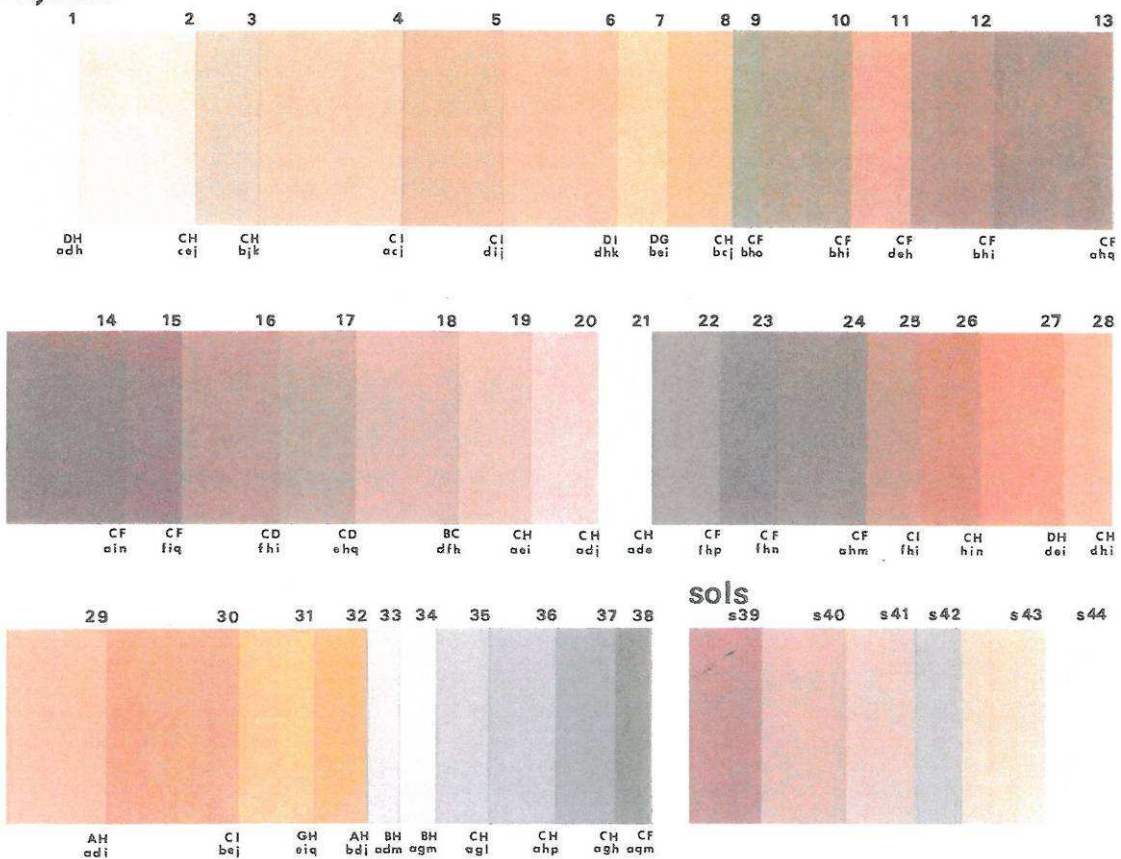 1 2 3 4 5 6 7 8 9 10 11 12 13
DH CH CH CI CI DI DG CH CF CF CF CF CF
adh cej bjk acj dij dhk bei bcj bho bhi deh bhi ahq
14 15 16 17 18 19 20 21 22 23 24 25 26 27 28
CF CF CD CD BC CH CH CH CF CF CF CI CH DH CH
ein fiq fhi ehq dfh aei adj ade fhp fhn ahm fhi hin dei dhi
sols
29 30 31 32 33 34 35 36 37 38 s39 s40 s41 s42 s43 s44
AH CI GH AH BH BH CH CH CH CF
adi bej eiq bdj adm agm agl ahp agh aqm